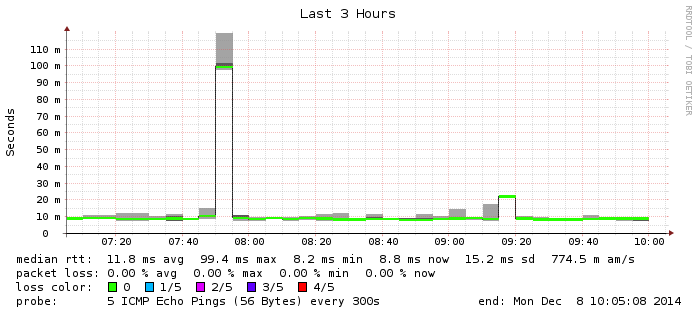 Last 3 Hours
RRDTOOL / TOBI OETIKER
Seconds
110 m
100 m
90 m
80 m
70 m
60 m
50 m
40 m
30 m
20 m
10 m
0
07:20 07:40 08:00 08:20 08:40 09:00 09:20 09:40 10:00
median rtt: 11.8 ms avg 99.4 ms max 8.2 ms min 8.8 ms now 15.2 ms sd 774.5 m am/s
packet loss: 0.00 % avg 0.00 % max 0.00 % min 0.00 % now
loss color: 0 1/5 2/5 3/5 4/5
probe: 5 ICMP Echo Pings (56 Bytes) every 300s end: Mon Dec 8 10:05:08 2014